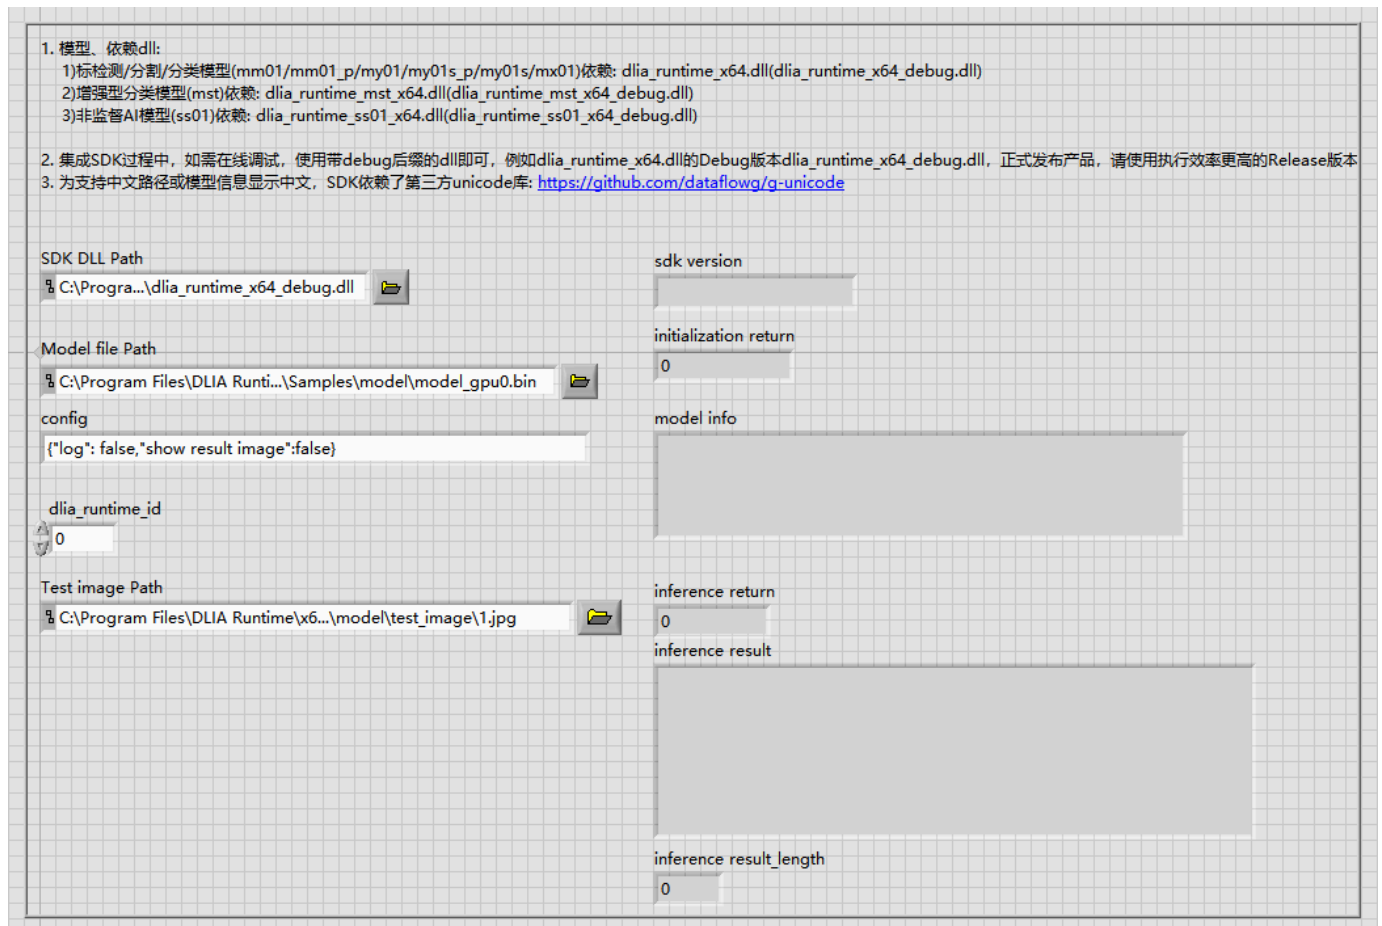 1. 模型、依赖dll:
1)标检测/分割/分类模型(mm01/mm01_p/my01/my01s_p/my01s/mx01)依赖: dlia_runtime_x64.dll(dlia_runtime_x64_debug.dll)
2)增强型分类模型(mst)依赖: dlia_runtime_mst_x64.dll(dlia_runtime_mst_x64_debug.dll)
3)非监督AI模型(ss01)依赖: dlia_runtime_ss01_x64.dll(dlia_runtime_ss01_x64_debug.dll)
2. 集成SDK过程中，如需在线调试，使用带debug后缀的dll即可，例如dlia_runtime_x64.dll的Debug版本dlia_runtime_x64_debug.dll，正式发布产品，请使用执行效率更高的Release版本
3. 为支持中文路径或模型信息显示中文，SDK依赖了第三方unicode库: https://github.com/dataflowg/g-unicode
SDK DLL Path
C:\Progra...\dlia_runtime_x64_debug.dll
sdk version
initialization return
0
Model file Path
C:\Program Files\DLIA Runti...\Samples\model\model_gpu0.bin
config
{"log": false,"show result image":false}
model info
dlia_runtime_id
0
Test image Path
C:\Program Files\DLIA Runtime\x6...\model\test_image\1.jpg
inference return
0
inference result
inference result_length
0